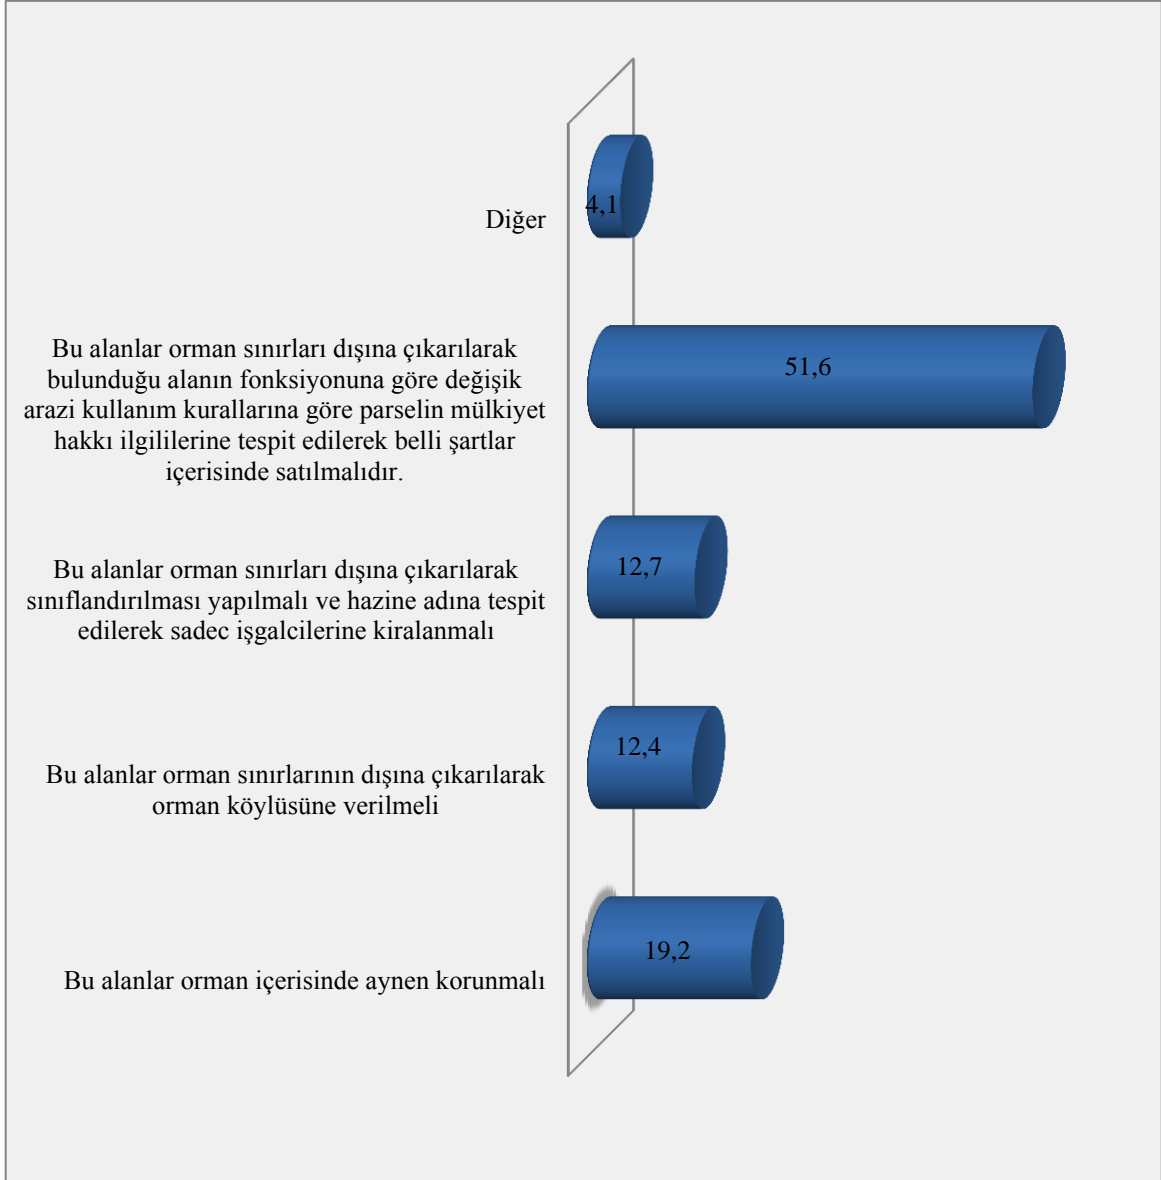 Diğer
4,1
Bu alanlar orman sınırları dışına çıkarılarak
bulunduğu alanın fonksiyonuna göre değişik
arazi kullanım kurallarına göre parselin mülkiyet
hakkı ilgililerine tespit edilerek belli şartlar
içerisinde satılmalıdır.
51,6
Bu alanlar orman sınırları dışına çıkarılarak
sınıflandırılması yapılmalı ve hazine adına tespit
edilerek sadec işgalcilerine kiralanmalı
12,7
Bu alanlar orman sınırlarının dışına çıkarılarak
orman köylüsüne verilmeli
12,4
Bu alanlar orman içerisinde aynen korunmalı
19,2